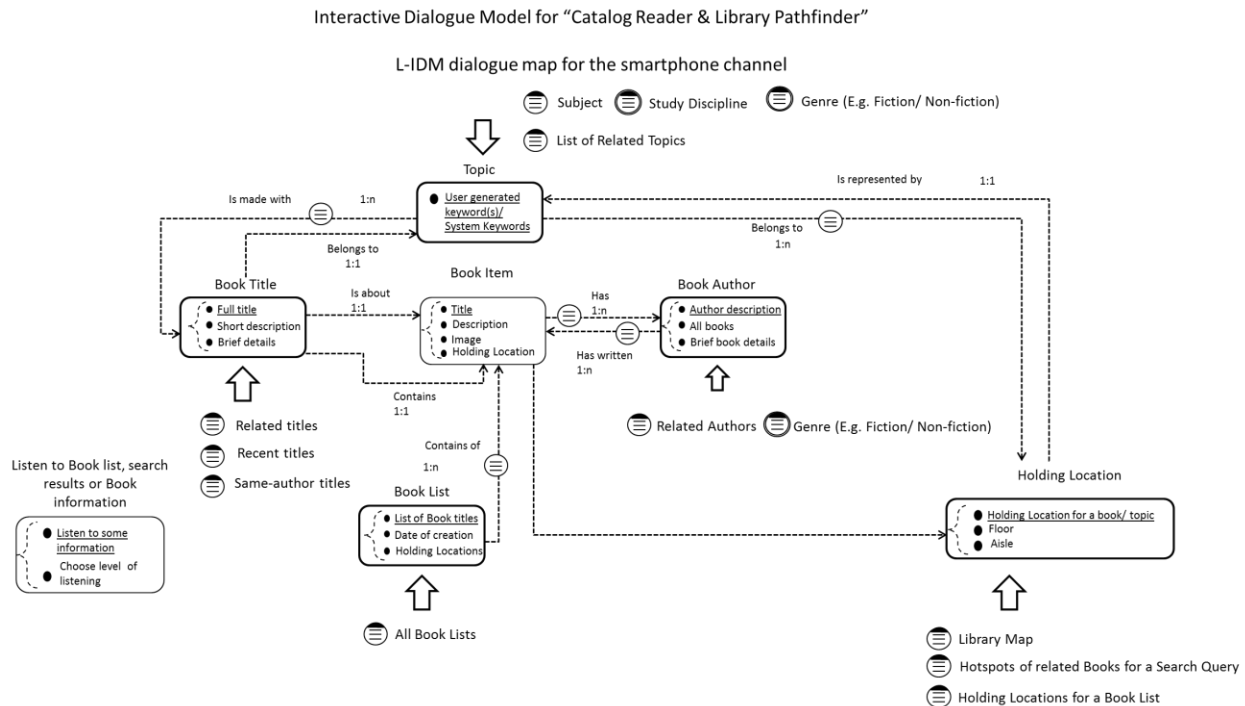 Interactive Dialogue Model for “Catalog Reader & Library Pathfinder”
L-IDM dialogue map for the smartphone channel
Subject
Study Discipline
Genre (E.g. Fiction/ Non-fiction)
List of Related Topics
Topic
User generated
keyword(s)/
System Keywords
Is made with
1:n
Is represented by
1:1
Belongs to
1:1
Belongs to
1:n
Book Title
Full title
Short description
Brief details
Is about
1:1
Book Item
Title
Description
Image
Holding Location
Has
1:n
Has written
1:n
Book Author
Author description
All books
Brief book details
Contains
1:1
Related titles
Recent titles
Same-author titles
Related Authors
Genre (E.g. Fiction/ Non-fiction)
Contains of
1:n
Listen to Book list, search
results or Book
information
Listen to some
information
Choose level of
listening
Book List
List of Book titles
Date of creation
Holding Locations
All Book Lists
Holding Location
Holding Location for a book/ topic
Floor
Aisle
Library Map
Hotspots of related Books for a Search Query
Holding Locations for a Book List